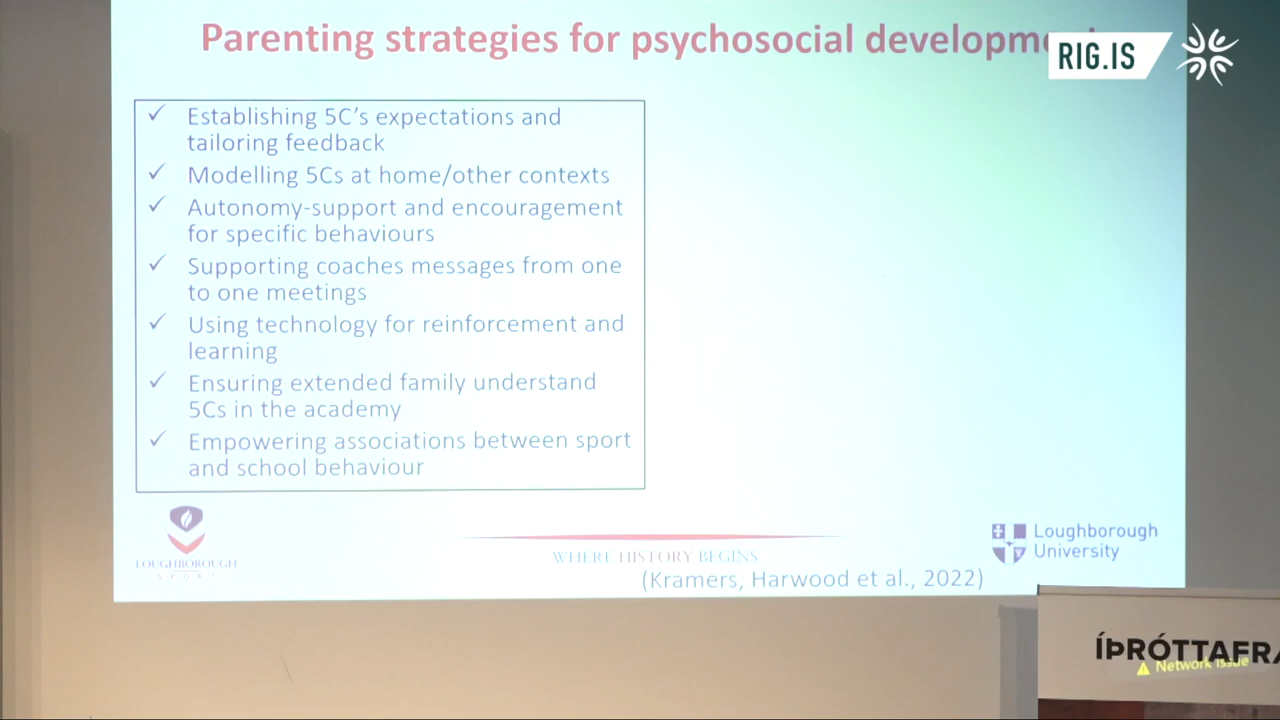 Parenting strategies for psychosocial developm
RIG.IS
✓ Establishing 5C's expectations and
tailoring feedback
✓ Modelling 5Cs at home/other contexts
✓ Autonomy-support and encouragement
for specific behaviours
✓ Supporting coaches messages from one
to one meetings
✓ Using technology for reinforcement and
learning
✓ Ensuring extended family understand
5Cs in the academy
✓ Empowering associations between sport
and school behaviour
LOUGHBOROUGH
SPORT
WHERE HISTORY BEGINS
(Kramers, Harwood et al., 2022)
Loughborough
University
ÍÞRÓTTAFRA
Network Issue